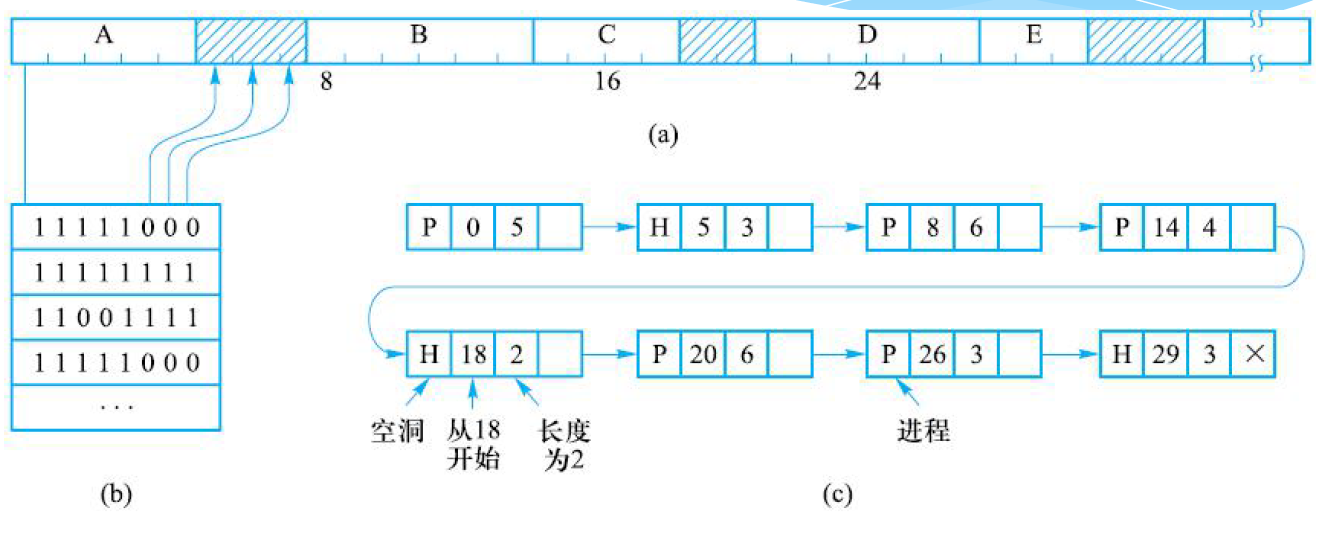 A B C D E
8 16 24
(a)
1 1 1 1 1 0 0 0
1 1 1 1 1 1 1 1
1 1 0 0 1 1 1 1
1 1 1 1 1 0 0 0
...
(b)
P 0 5
H 5 3
P 8 6
P 14 4
H 18 2
P 20 6
P 26 3
H 29 3 ×
空洞
从18
开始
长度
为2
进程
(c)